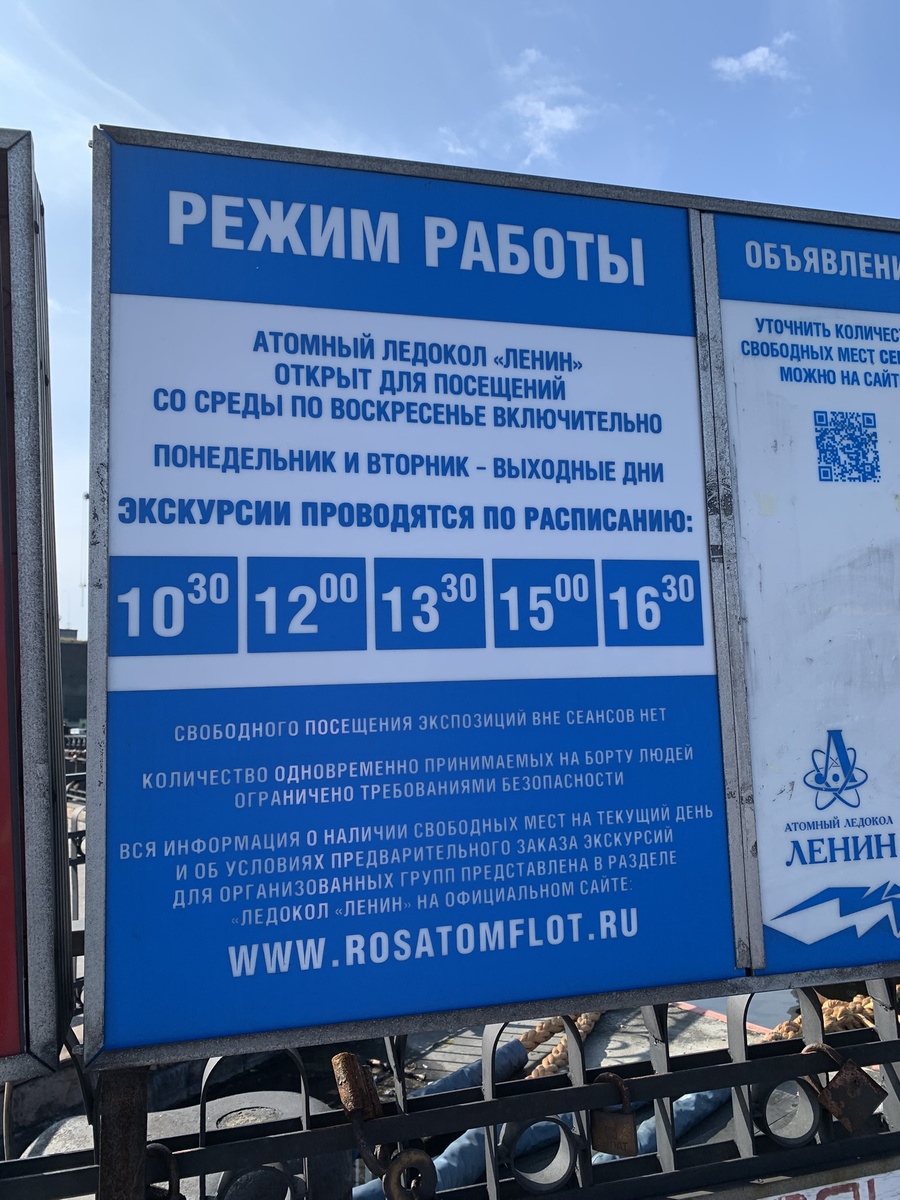 РЕЖИМ РАБОТЫ
АТОМНЫЙ ЛЕДОКОЛ «ЛЕНИН»
ОТКРЫТ ДЛЯ ПОСЕЩЕНИЙ
СО СРЕДЫ ПО ВОСКРЕСЕНЬЕ ВКЛЮЧИТЕЛЬНО
ПОНЕДЕЛЬНИК И ВТОРНИК – ВЫХОДНЫЕ ДНИ
ЭКСКУРСИИ ПРОВОДЯТСЯ ПО РАСПИСАНИЮ:
10³⁰ 12⁰⁰ 13³⁰ 15⁰⁰ 16³⁰
СВОБОДНОГО ПОСЕЩЕНИЯ ЭКСПОЗИЦИЙ ВНЕ СЕАНСОВ НЕТ
КОЛИЧЕСТВО ОДНОВРЕМЕННО ПРИНИМАЕМЫХ НА БОРТУ ЛЮДЕЙ
ОГРАНИЧЕНО ТРЕБОВАНИЯМИ БЕЗОПАСНОСТИ
ВСЯ ИНФОРМАЦИЯ О НАЛИЧИИ СВОБОДНЫХ МЕСТ НА ТЕКУЩИЙ ДЕНЬ
И ОБ УСЛОВИЯХ ПРЕДВАРИТЕЛЬНОГО ЗАКАЗА ЭКСКУРСИЙ
ДЛЯ ОРГАНИЗОВАННЫХ ГРУПП ПРЕДСТАВЛЕНА В РАЗДЕЛЕ
«ЛЕДОКОЛ «ЛЕНИН» НА ОФИЦИАЛЬНОМ САЙТЕ:
WWW.ROSATOMFLOT.RU
ОБЪЯВЛЕНИ
УТОЧНИТЬ КОЛИЧЕС
СВОБОДНЫХ МЕСТ СЕ
МОЖНО НА САЙТ
АТОМНЫЙ ЛЕДОКОЛ
ЛЕНИН